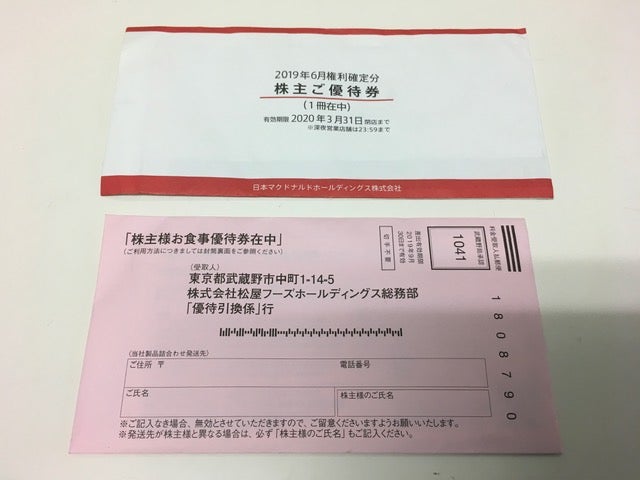 2019年6月権利確定分
株主ご優待券
(1冊在中)
有効期限 2020年3月31日 閉店まで
※深夜営業店舗は23:59まで
日本マクドナルドホールディングス株式会社
「株主様お食事優待券在中」
(ご利用方法につきましては封筒裏面をご参照ください)
(受取人)
東京都武蔵野市中町1-14-5
株式会社松屋フーズホールディングス総務部
「優待引換係」行
切手不要
差出有効期間
2019年9月
30日まで有効
1041
武蔵野局承認
料金受取人払郵便
1808790
(当社製品詰合わせ発送先)
ご住所 〒
電話番号
ご氏名
株主様のご氏名
※ご記入なき場合、無効とさせていただきますので、ご留意くださいますようお願いいたします。
※発送先が株主様と異なる場合は、必ず「株主様のご氏名」もご記入ください。